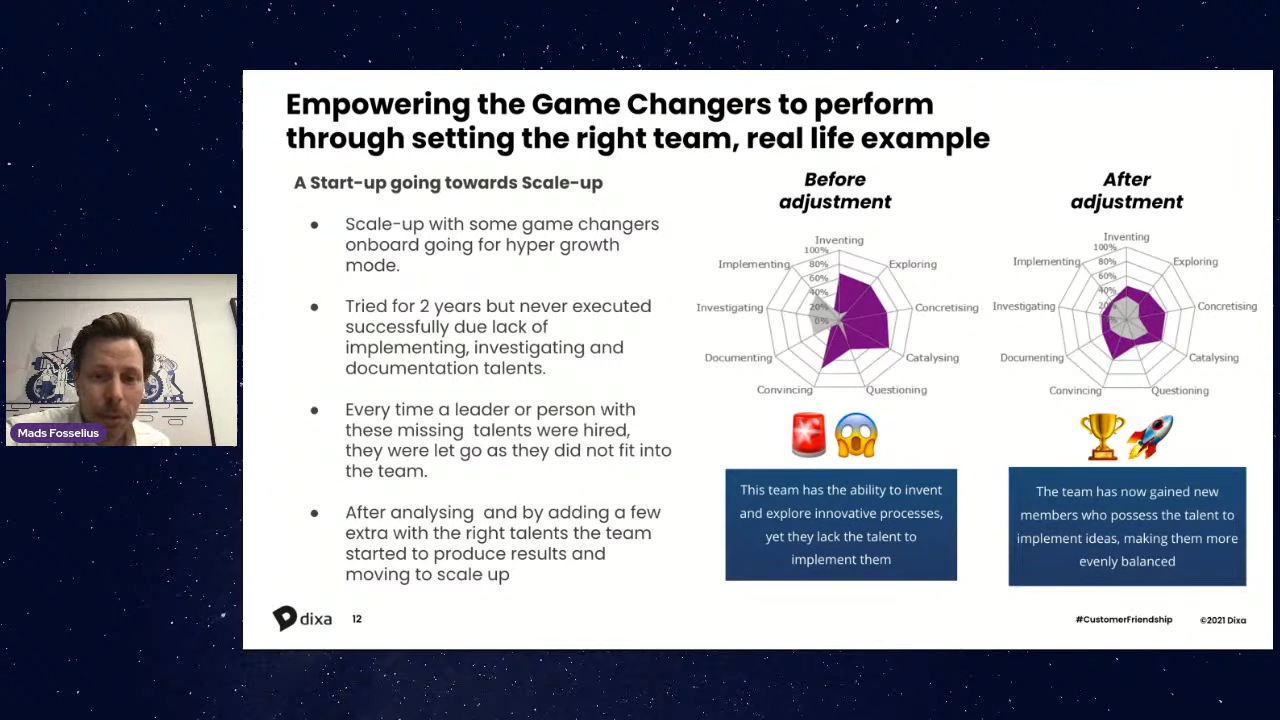 Empowering the Game Changers to perform
through setting the right team, real life example
A Start-up going towards Scale-up
● Scale-up with some game changers
onboard going for hyper growth
mode.
● Tried for 2 years but never executed
successfully due lack of
implementing, investigating and
documentation talents.
● Every time a leader or person with
these missing  talents were hired,
they were let go as they did not fit into
the team.
● After analysing  and by adding a few
extra with the right talents the team
started to produce results and
moving to scale up
Before
adjustment
Inventing
Exploring
Concretising
Catalysing
Questioning
Convincing
Documenting
Investigating
Implementing
100%
80%
60%
40%
20%
0%
This team has the ability to invent
and explore innovative processes,
yet they lack the talent to
implement them
After
adjustment
Inventing
Exploring
Concretising
Catalysing
Questioning
Convincing
Documenting
Investigating
Implementing
100%
80%
60%
40%
20%
The team has now gained new
members who possess the talent to
implement ideas, making them more
evenly balanced
Mads Fosselius
dixa
12
#CustomerFriendship
©2021 Dixa